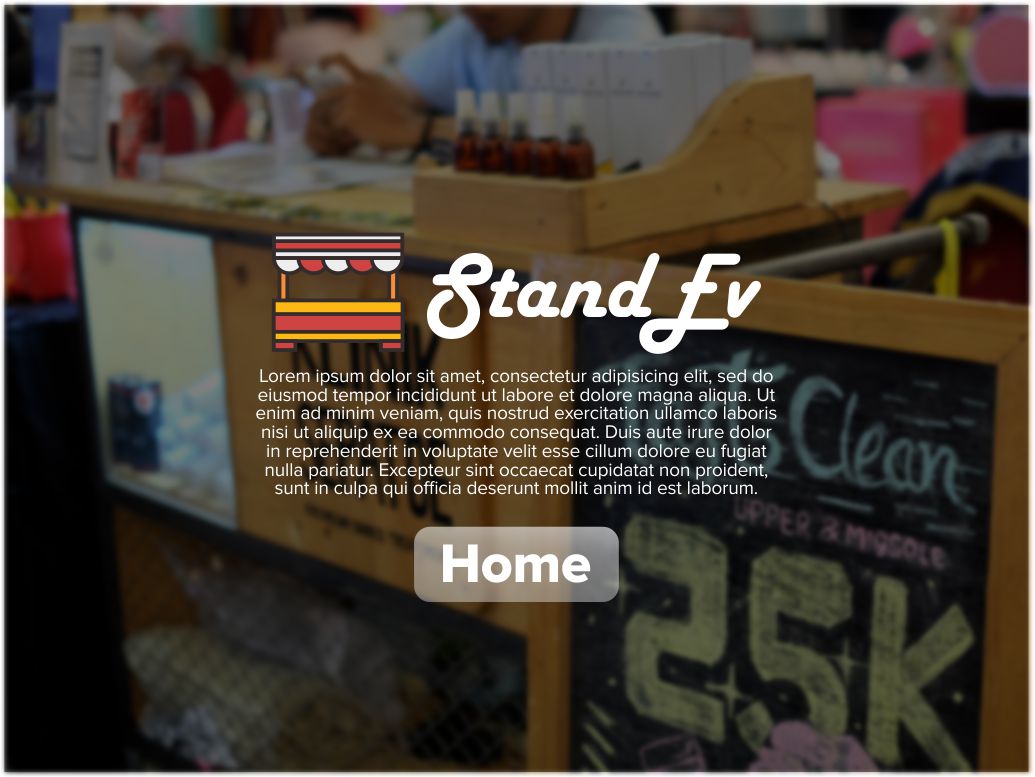 StandEv
Lorem ipsum dolor sit amet, consectetur adipisicing elit, sed do
eiusmod tempor incididunt ut labore et dolore magna aliqua. Ut
enim ad minim veniam, quis nostrud exercitation ullamco laboris
nisi ut aliquip ex ea commodo consequat. Duis aute irure dolor
in reprehenderit in voluptate velit esse cillum dolore eu fugiat
nulla pariatur. Excepteur sint occaecat cupidatat non proident,
sunt in culpa qui officia deserunt mollit anim id est laborum.
Home
Clean
UPPER & MIDSOLE
25K